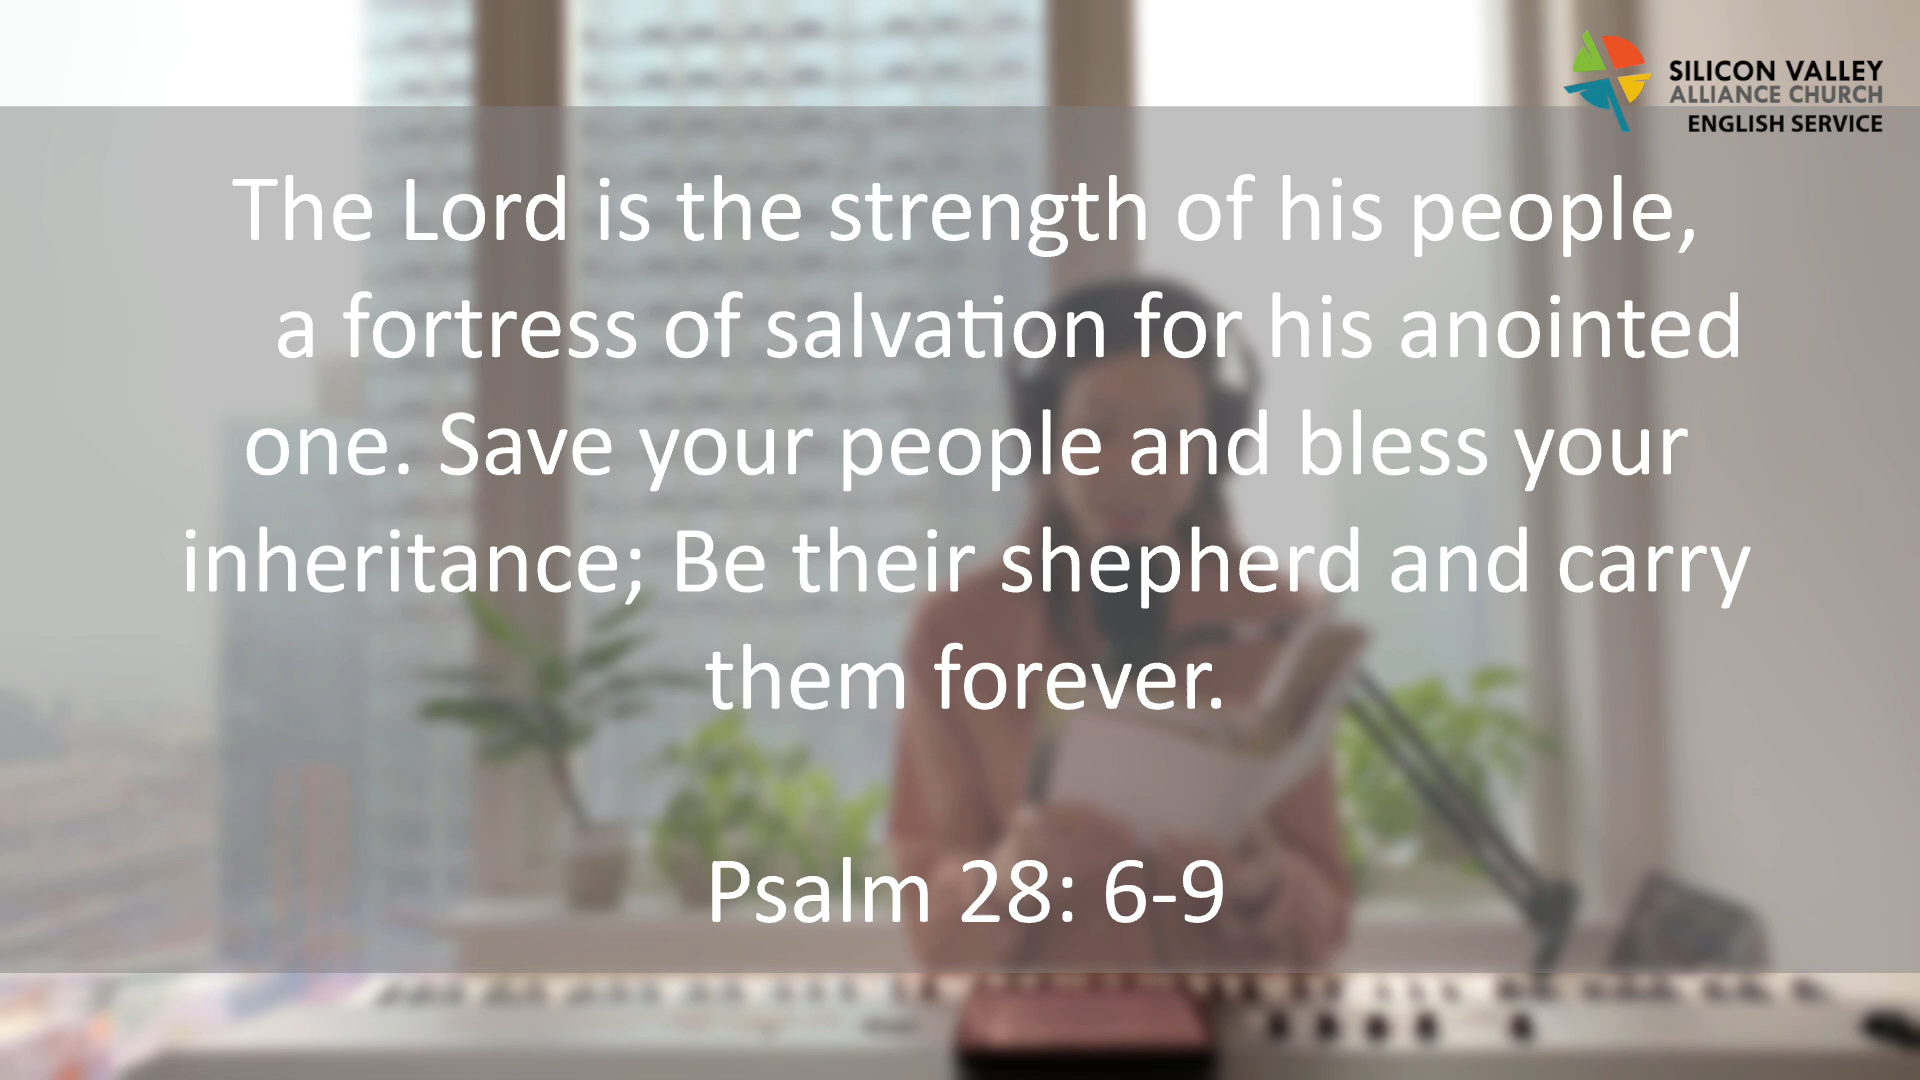 SILICON VALLEY
ALLIANCE CHURCH
ENGLISH SERVICE
The Lord is the strength of his people,
a fortress of salvation for his anointed
one. Save your people and bless your
inheritance; Be their shepherd and carry
them forever.
Psalm 28: 6-9